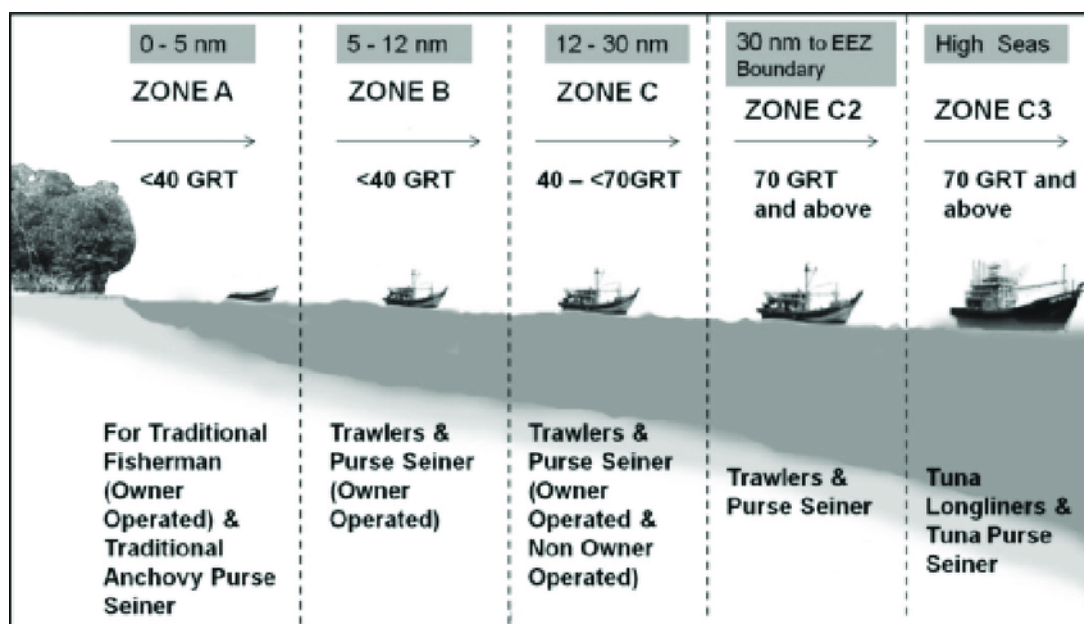 0 - 5 nm
ZONE A
<40 GRT
For Traditional
Fisherman
(Owner
Operated) &
Traditional
Anchovy Purse
Seiner
5 - 12 nm
ZONE B
<40 GRT
Trawlers &
Purse Seiner
(Owner
Operated)
12 - 30 nm
ZONE C
40 – <70GRT
Trawlers &
Purse Seiner
(Owner
Operated &
Non Owner
Operated)
30 nm to EEZ
Boundary
ZONE C2
70 GRT
and above
Trawlers &
Purse Seiner
High Seas
ZONE C3
70 GRT and
above
Tuna
Longliners &
Tuna Purse
Seiner